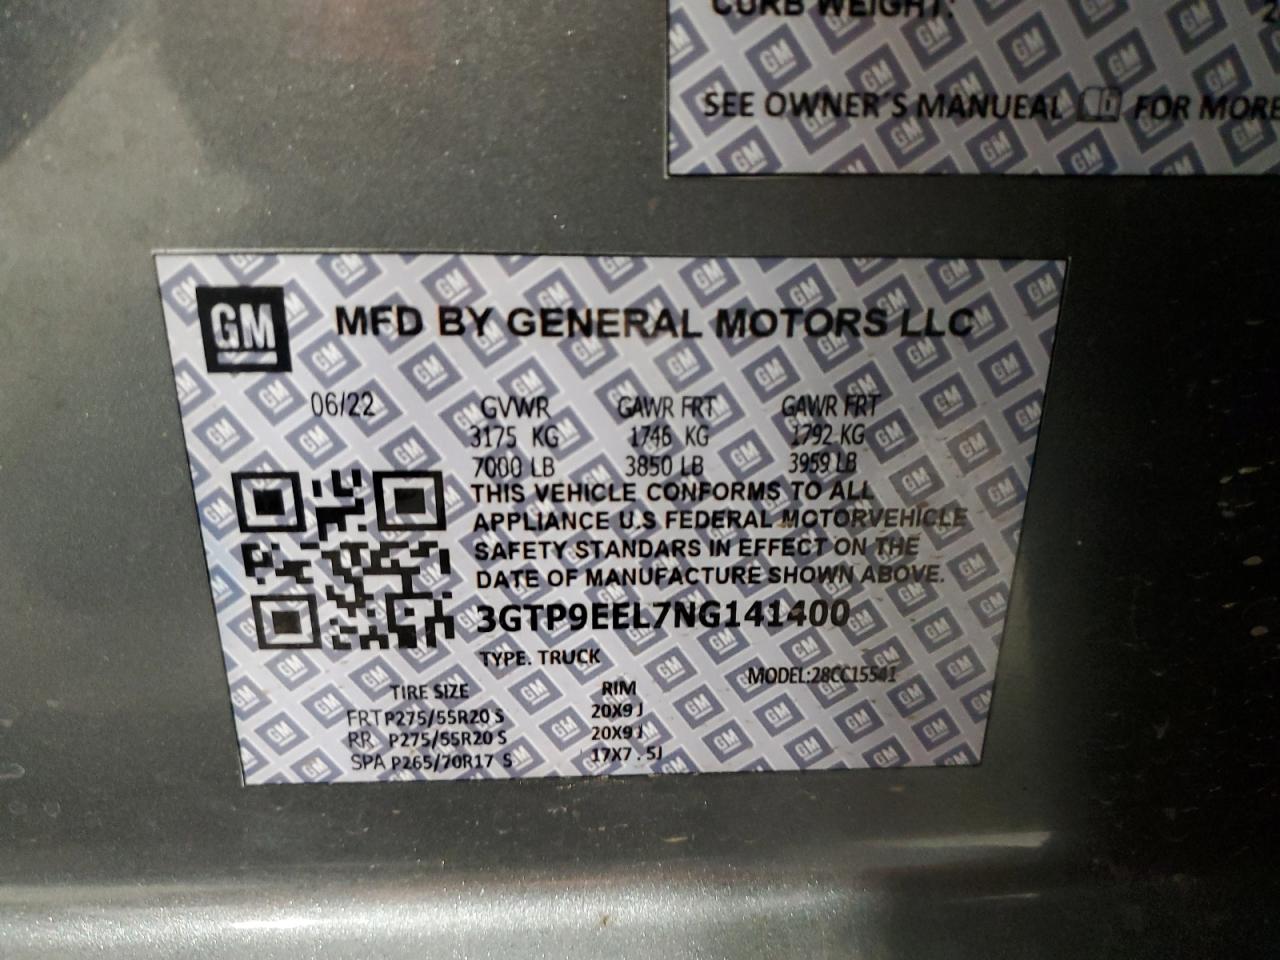 CURB WEIGHT:
SEE OWNER'S MANUEAL FOR MORE
GM MFD BY GENERAL MOTORS LLC
06/22 GVWR GAWR FRT GAWR FRT
3175 KG 1746 KG 1792 KG
7000 LB 3850 LB 3959 LB
THIS VEHICLE CONFORMS TO ALL
APPLIANCE U.S FEDERAL MOTORVEHICLE
SAFETY STANDARS IN EFFECT ON THE
DATE OF MANUFACTURE SHOWN ABOVE.
3GTP9EEL7NG141400
TYPE. TRUCK
MODEL:28CC15541
TIRE SIZE RIM
FRT P275/55R20 S 20X9 J
RR P275/55R20 S 20X9 J
SPA P265/70R17 S 17X7.5J